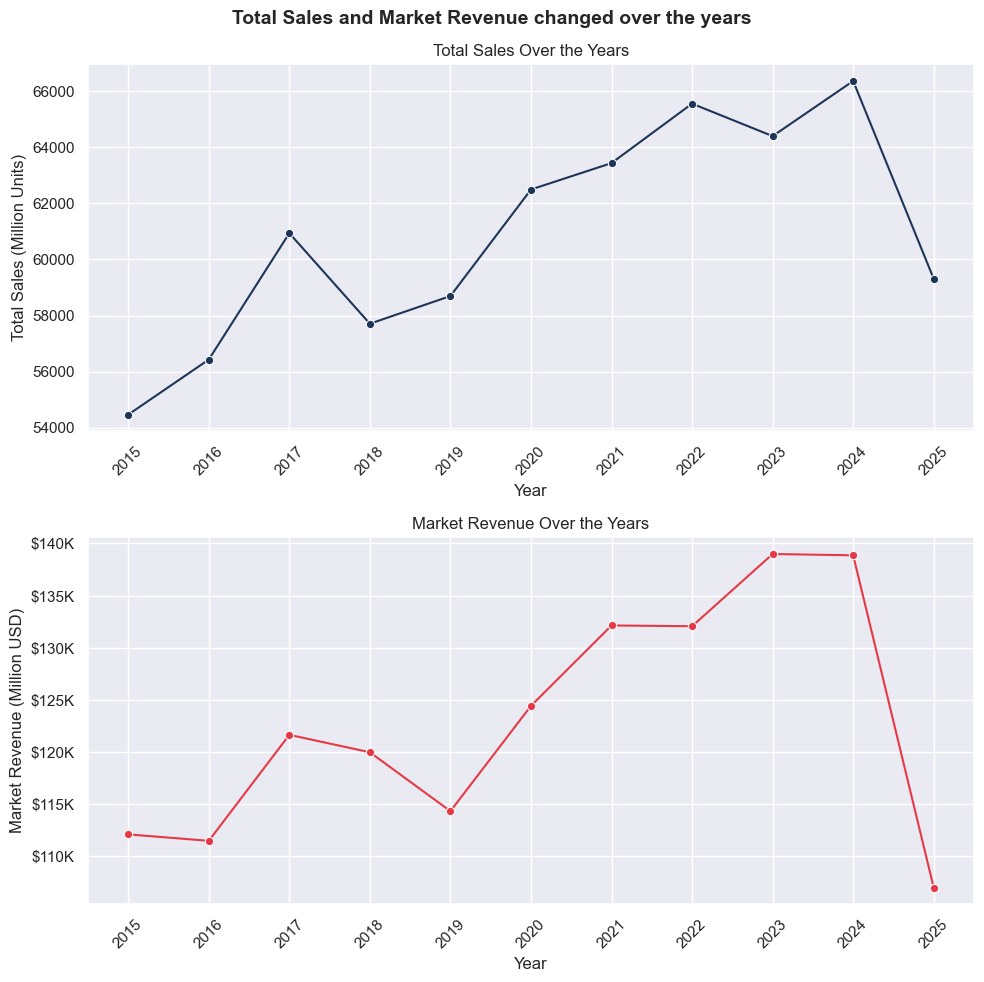 Total Sales and Market Revenue changed over the years
Total Sales Over the Years
Total Sales (Million Units)
66000
64000
62000
60000
58000
56000
54000
2015 2016 2017 2018 2019 2020 2021 2022 2023 2024 2025
Year
Market Revenue Over the Years
Market Revenue (Million USD)
$140K
$135K
$130K
$125K
$120K
$115K
$110K
2015 2016 2017 2018 2019 2020 2021 2022 2023 2024 2025
Year